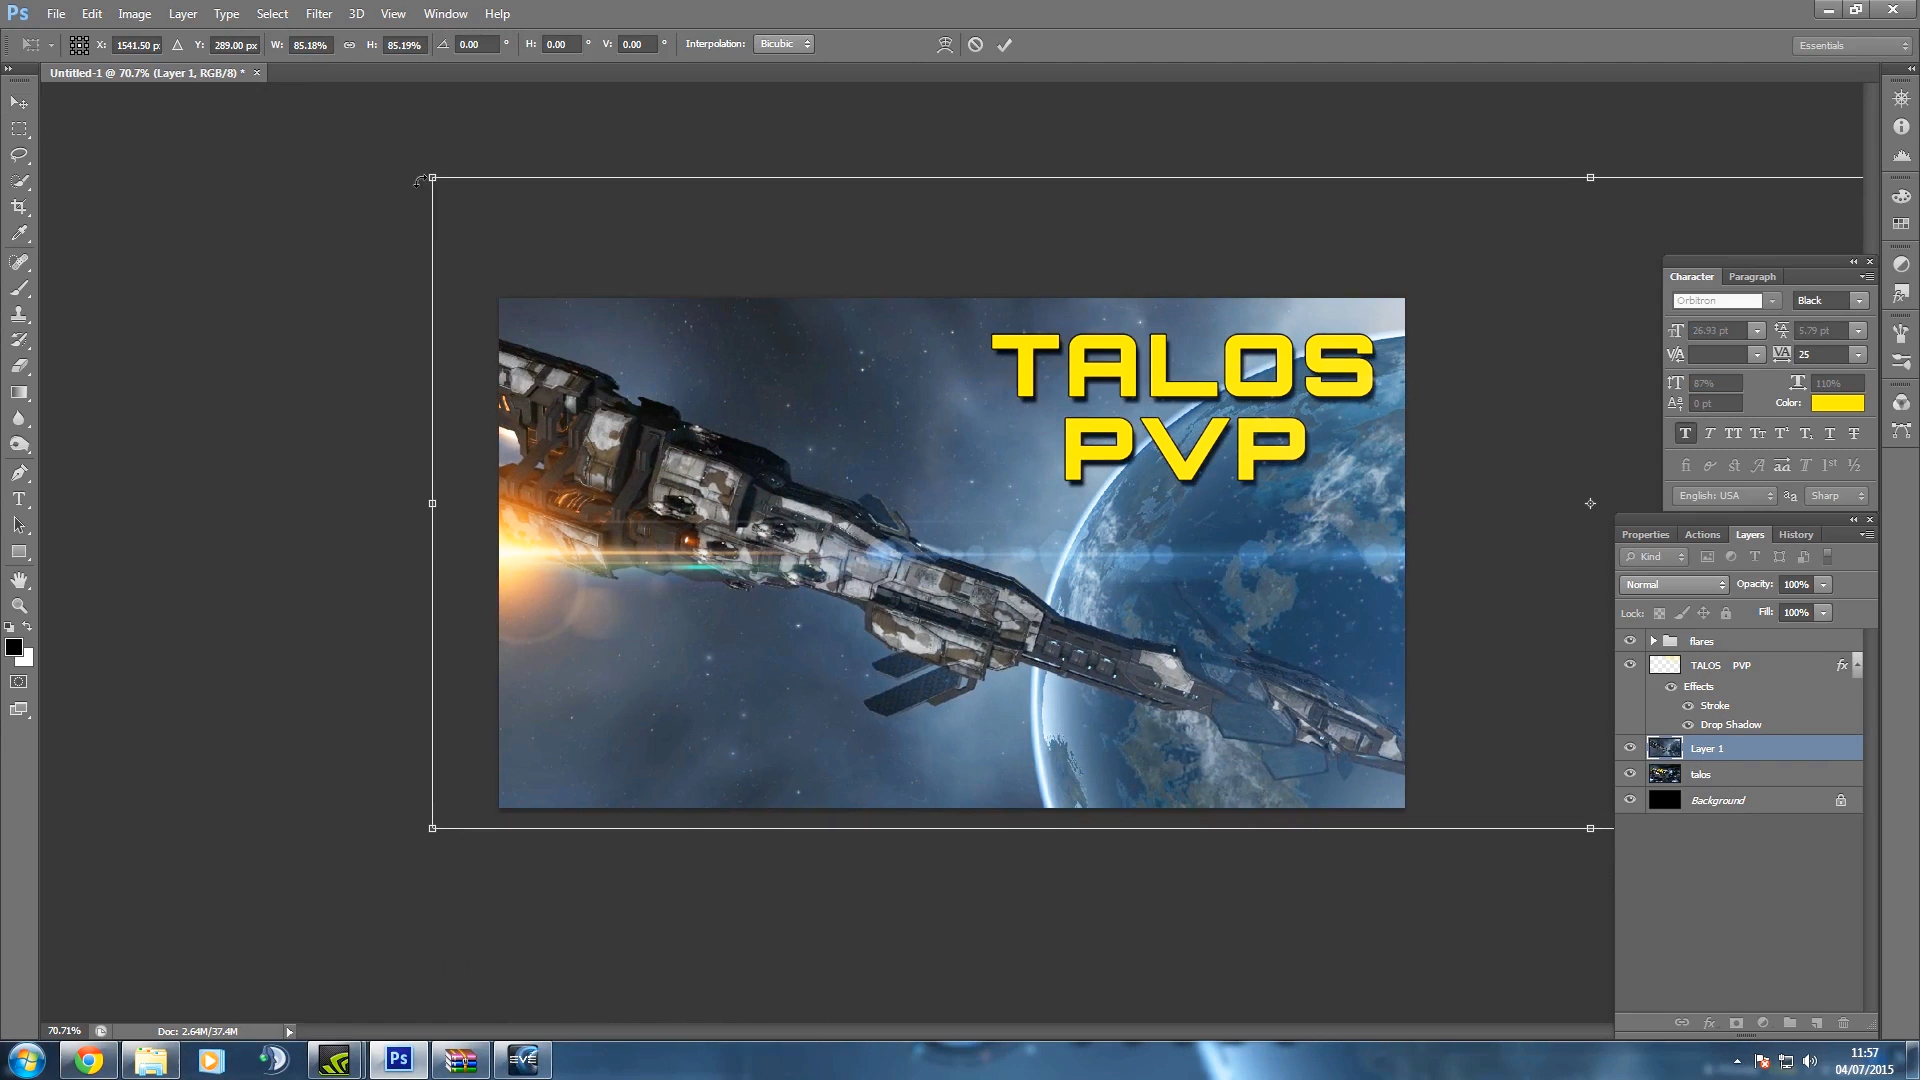 Ps File Edit Image Layer Type Select Filter 3D View Window Help
X: 1541.50 p: Y: 289.00 px W: 85.18% H: 85.19% 0.00 ° H: 0.00 ° V: 0.00 ° Interpolation: Bicubic Essentials
Untitled-1 @ 70.7% (Layer 1, RGB/8) * ×
TALOS
PVP
Character Paragraph
Orbitron Black
26.93 pt 5.79 pt
25
87% 110%
0 pt Color:
English: USA Sharp
Properties Actions Layers History
Kind
Normal Opacity: 100%
Lock: Fill: 100%
flares
TALOS PVP fx
Effects
Stroke
Drop Shadow
Layer 1
talos
Background
70.71% Doc: 2.64M/37.4M
Ps EVE
11:57
04/07/2015